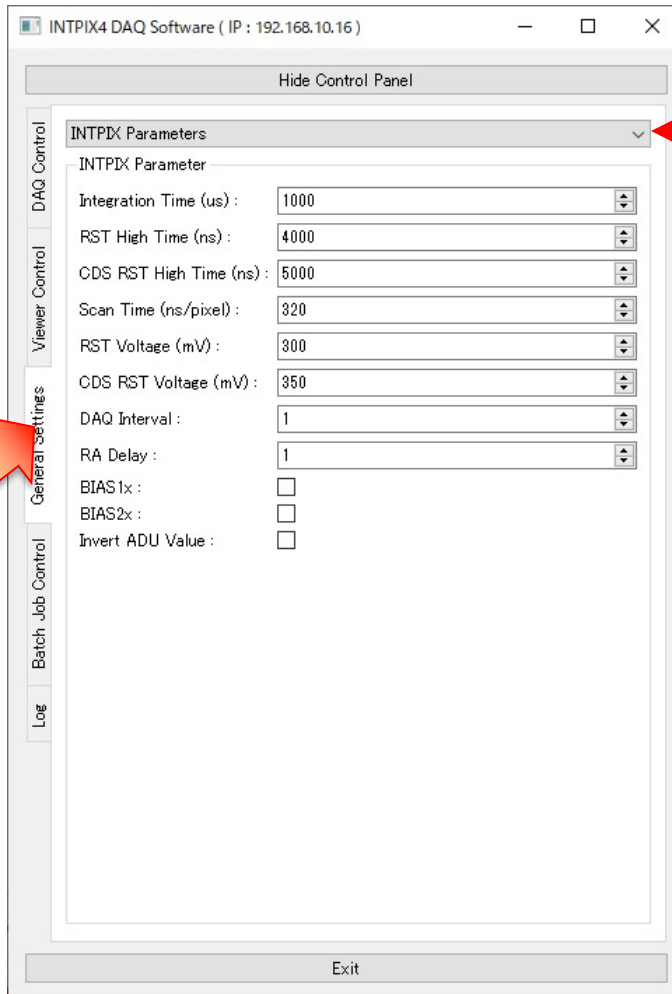 INTPIX4 DAQ Software ( IP : 192.168.10.16 )
Hide Control Panel
DAQ Control
Viewer Control
General Settings
Batch Job Control
Log
INTPIX Parameters
INTPIX Parameter
Integration Time (us) : 1000
RST High Time (ns) : 4000
CDS RST High Time (ns) : 5000
Scan Time (ns/pixel) : 320
RST Voltage (mV) : 300
CDS RST Voltage (mV) : 350
DAQ Interval : 1
RA Delay : 1
BIAS1x :
BIAS2x :
Invert ADU Value :
Exit